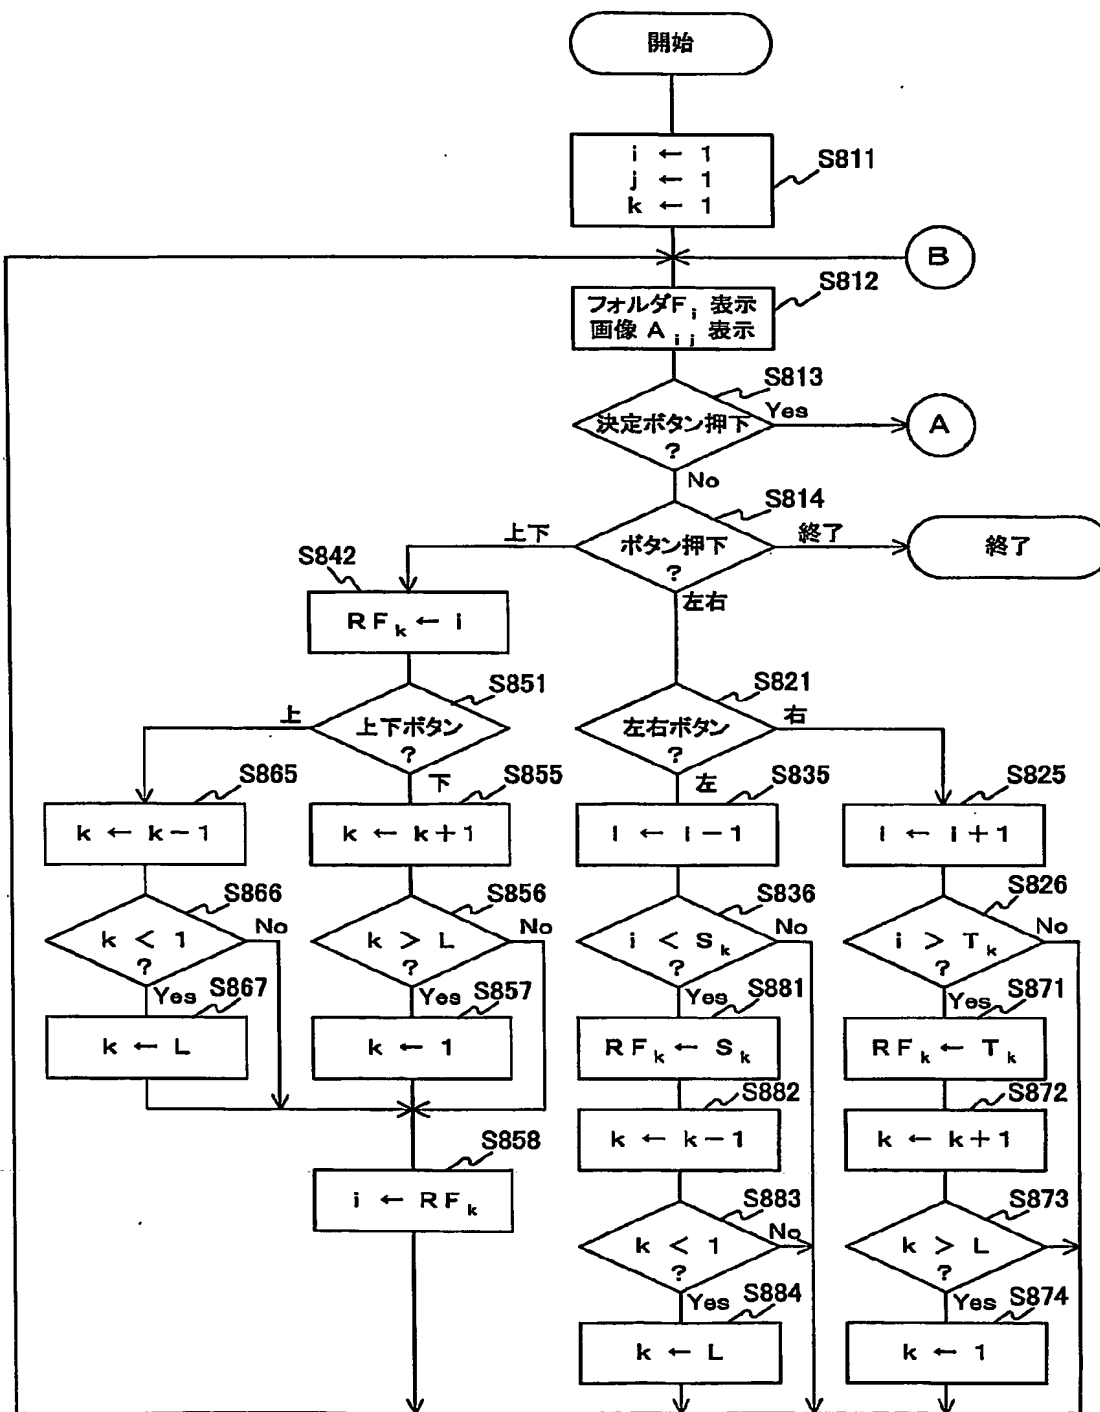 開始
i ← 1
j ← 1
k ← 1
S811
B
S812
フォルダFi 表示
画像 Aij 表示
S813
決定ボタン押下
?
Yes
A
No
S814
上下
ボタン押下
?
終了
終了
左右
S842
RFk ← i
S851
上
上下ボタン
?
下
S821
左右ボタン
?
右
左
S865
k ← k－1
S855
k ← k＋1
S835
i ← i－1
S825
i ← i＋1
S866
k < 1
?
No
Yes
S856
k > L
?
No
Yes
S836
i < Sk
?
No
Yes
S826
i > Tk
?
No
Yes
S867
k ← L
S857
k ← 1
S881
RFk ← Sk
S871
RFk ← Tk
S882
k ← k－1
S872
k ← k＋1
S858
i ← RFk
S883
k < 1
?
No
Yes
S873
k > L
?
Yes
S884
k ← L
S874
k ← 1